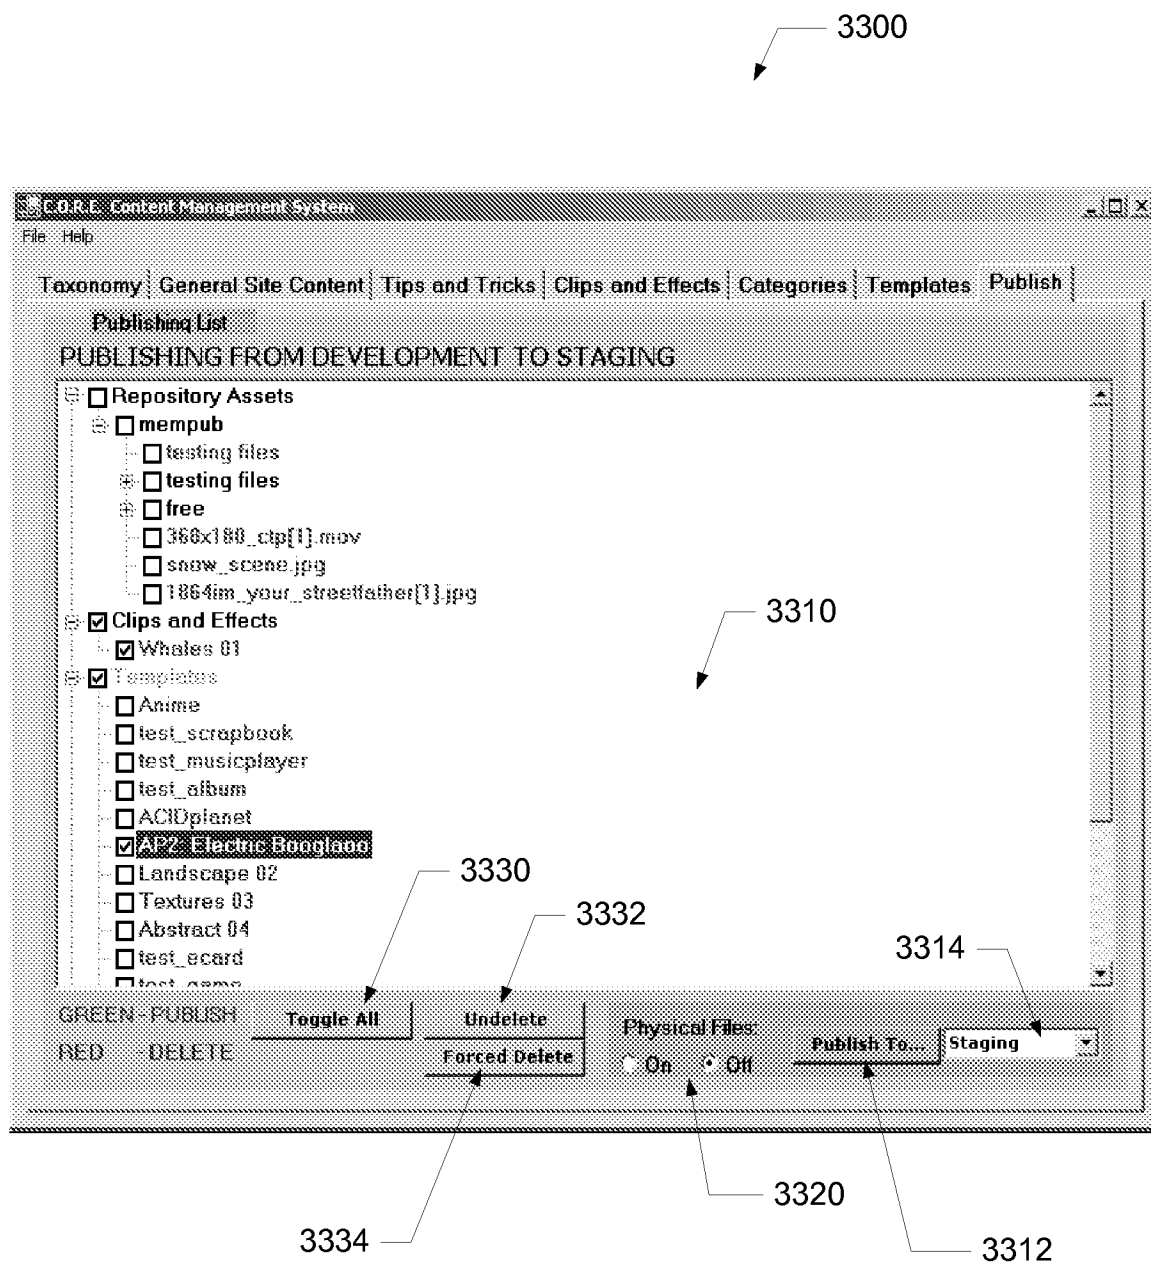 3300
C.O.R.E. Content Management System
File Help
Taxonomy General Site Content Tips and Tricks Clips and Effects Categories Templates Publish
Publishing List
PUBLISHING FROM DEVELOPMENT TO STAGING
Repository Assets
mempub
testing files
testing files
free
360x180_ctp[1].mov
snow_scene.jpg
1864im_your_streetfather[1].jpg
Clips and Effects
3310
Whales 01
Templates
Anime
test_scrapbook
test_musicplayer
test_album
ACIDplanet
AP2: Electric Boogla
3330
Landscape 02
Textures 03
3332
Abstract 04
3314
test_ecard
test_game
GREEN - PUBLISH Toggle All Undelete Physical Files: Publish To... Staging
RED DELETE Forced Delete On Off
3320
3334
3312